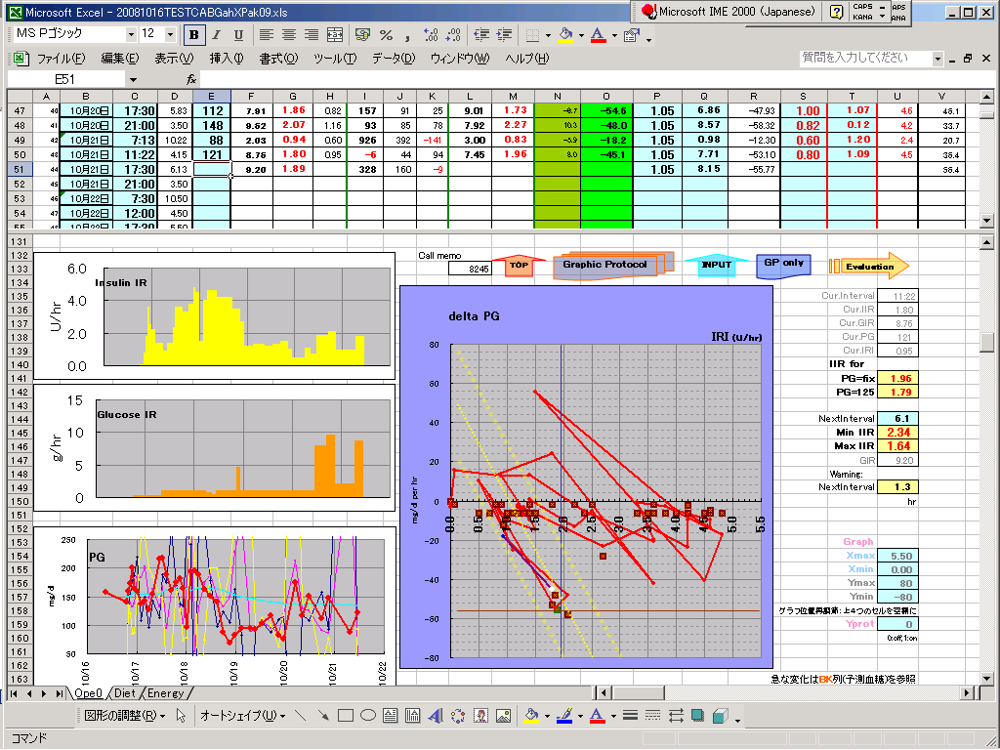 Microsoft Excel - 20081016TESTCABGahXPak09.xls
Microsoft IME 2000 (Japanese)
CAPS
KANA
APS
ANA
MS Pゴシック 12 B I U
ファイル(F) 編集(E) 表示(V) 挿入(I) 書式(O) ツール(T) データ(D) ウィンドウ(W) ヘルプ(H)
質問を入力してください
E51 fx
A B C D E F G H I J K L M N O P Q R S T U V
47 40 10月20日 17:30 5.83 112 7.91 1.86 0.82 157 91 25 9.01 1.73 -8.7 -54.6 1.05 6.86 -47.93 1.00 1.07 4.6 45.1
48 41 10月20日 21:00 3.50 148 9.52 2.07 1.16 93 85 78 7.92 2.27 10.3 -48.0 1.05 8.57 -58.32 0.82 0.12 4.2 33.7
49 42 10月21日 7:13 10.22 88 2.03 0.94 0.60 926 392 -141 3.00 0.83 -5.9 -18.2 1.05 0.98 -12.30 0.60 1.20 2.4 20.7
50 43 10月21日 11:22 4.15 121 8.76 1.80 0.95 -6 44 94 7.45 1.96 8.0 -45.1 1.05 7.71 -53.10 0.80 1.09 4.5 36.4
51 44 10月21日 17:30 6.13 9.20 1.89 328 160 -9 1.05 8.15 -55.77 36.4
52 45 10月21日 21:00 3.50
53 46 10月22日 7:30 10.50
54 47 10月22日 12:00 4.50
55 48 10月22日 17:30 5.50
131
132
133
134
135
136
137
138
139
140
141
142
143
144
145
146
147
148
149
150
151
152
153
154
155
156
157
158
159
160
161
162
163
Insulin IR
U/hr
6.0
4.0
2.0
0.0
Glucose IR
g/hr
15
10
5
0
PG
mg/d
250
200
150
100
50
10/16 10/17 10/18 10/19 10/20 10/21 10/22
Call memo
8245
TOP
Graphic Protocol
INPUT
GP only
Evaluation
delta PG
IRI (U/hr)
mg/d per hr
80
60
40
20
0
-20
-40
-60
-80
0.0 0.5 1.0 1.5 2.0 2.5 3.0 3.5 4.0 4.5 5.0 5.5
Cur.Interval 11:22
Cur.IIR 1.80
Cur.GIR 8.76
Cur.PG 121
Cur.IRI 0.95
IIR for
PG=fix 1.96
PG=125 1.79
NextInterval 6.1
Min IIR 2.34
Max IIR 1.64
GIR 9.20
Warning:
NextInterval 1.3
hr
Graph
Xmax 5.50
Xmin 0.00
Ymax 80
Ymin -80
グラフ位置再調節: 上4つのセルを空欄に
Yprot 0
0:off, 1:on
急な変化はBK列(予測血糖)を参照
Ope0 Diet Energy
図形の調整(R) オートシェイプ(U)
コマンド